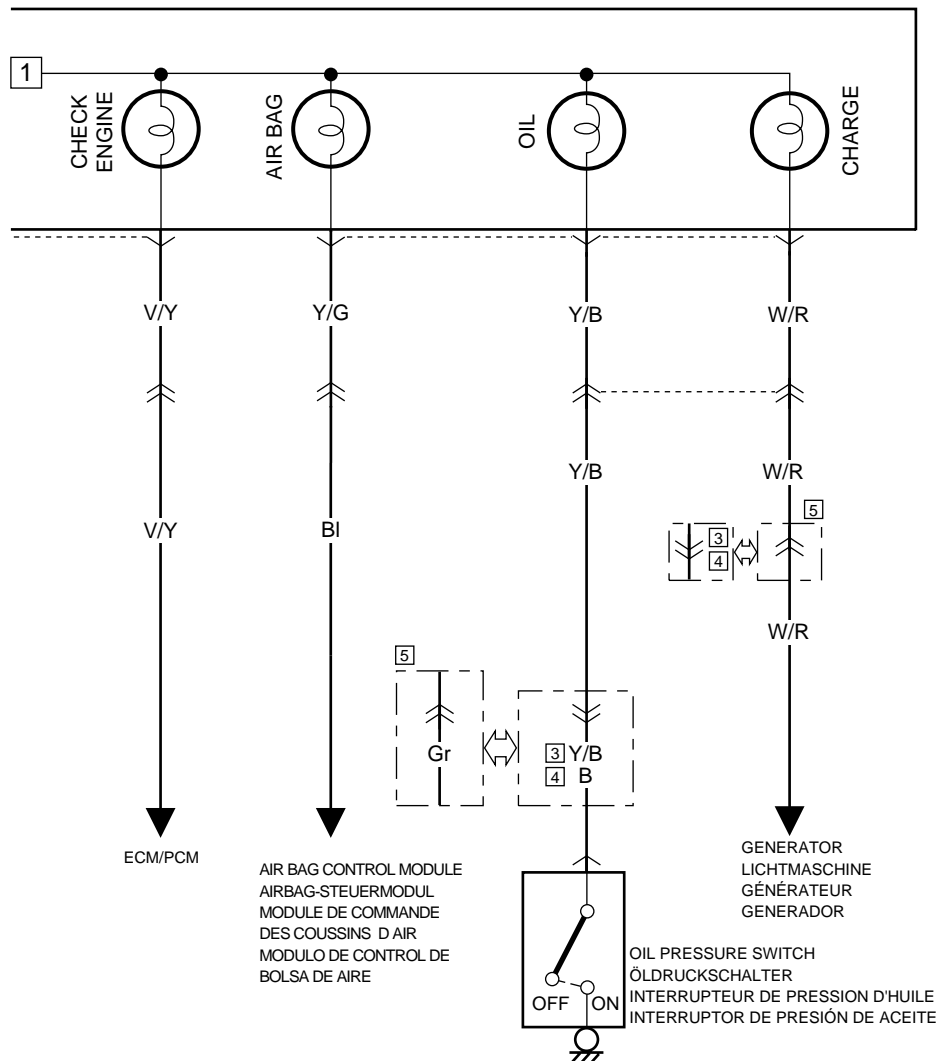 1
CHECK
ENGINE
AIR BAG
OIL
CHARGE
V/Y
Y/G
Y/B
W/R
Y/B
W/R
5
V/Y
Bl
3
4
W/R
5
Gr
3 Y/B
4 B
ECM/PCM
AIR BAG CONTROL MODULE
AIRBAG-STEUERMODUL
MODULE DE COMMANDE
DES COUSSINS D AIR
MODULO DE CONTROL DE
BOLSA DE AIRE
GENERATOR
LICHTMASCHINE
GÉNÉRATEUR
GENERADOR
OFF ON
OIL PRESSURE SWITCH
ÖLDRUCKSCHALTER
INTERRUPTEUR DE PRESSION D'HUILE
INTERRUPTOR DE PRESIÓN DE ACEITE